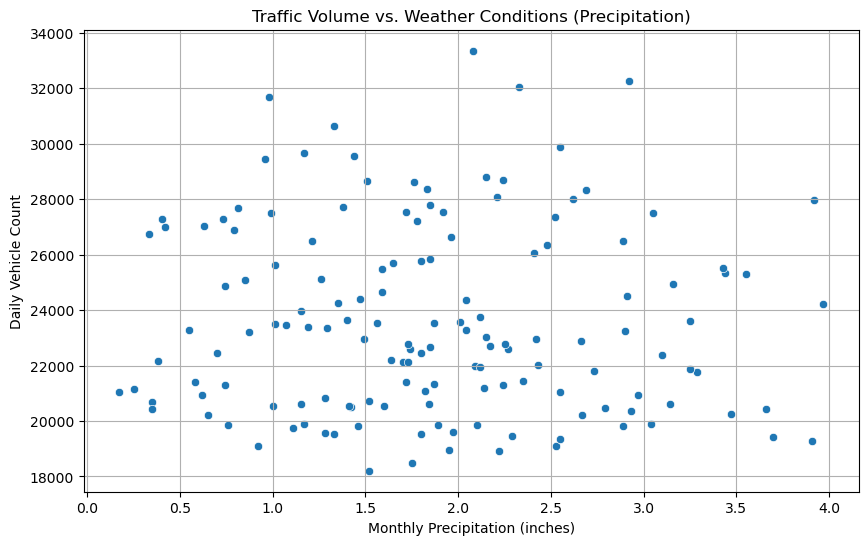 Traffic Volume vs. Weather Conditions (Precipitation)
34000
32000
30000
28000
26000
24000
22000
20000
18000
Daily Vehicle Count
0.0 0.5 1.0 1.5 2.0 2.5 3.0 3.5 4.0
Monthly Precipitation (inches)